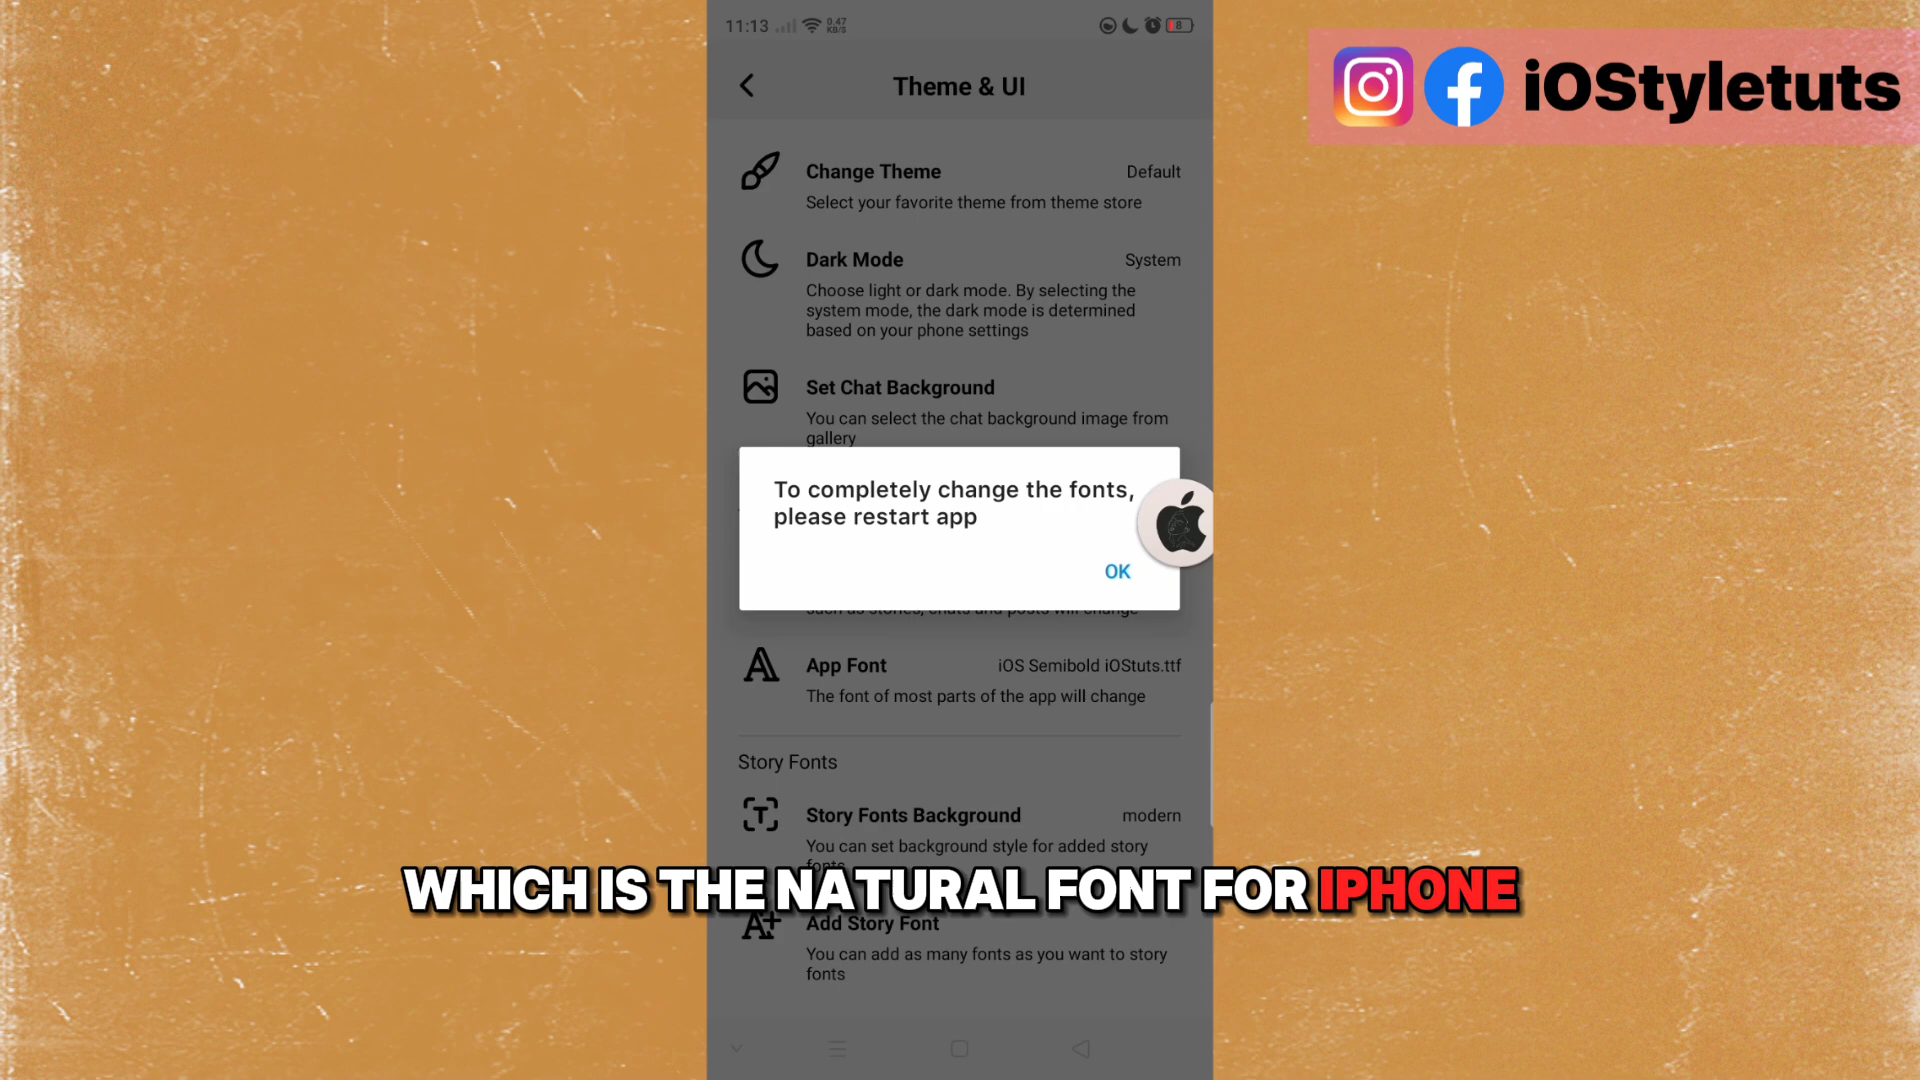 11:13
0.47
KB/S
8
iOStyletuts
Theme & UI
Change Theme
Default
Select your favorite theme from theme store
Dark Mode
System
Choose light or dark mode. By selecting the
system mode, the dark mode is determined
based on your phone settings
Set Chat Background
You can select the chat background image from
gallery
To completely change the fonts,
please restart app
OK
such as stories, chats and posts will change
App Font
iOS Semibold iOStuts.ttf
The font of most parts of the app will change
Story Fonts
Story Fonts Background
modern
You can set background style for added story
fonts
WHICH IS THE NATURAL FONT FOR IPHONE
Add Story Font
You can add as many fonts as you want to story
fonts